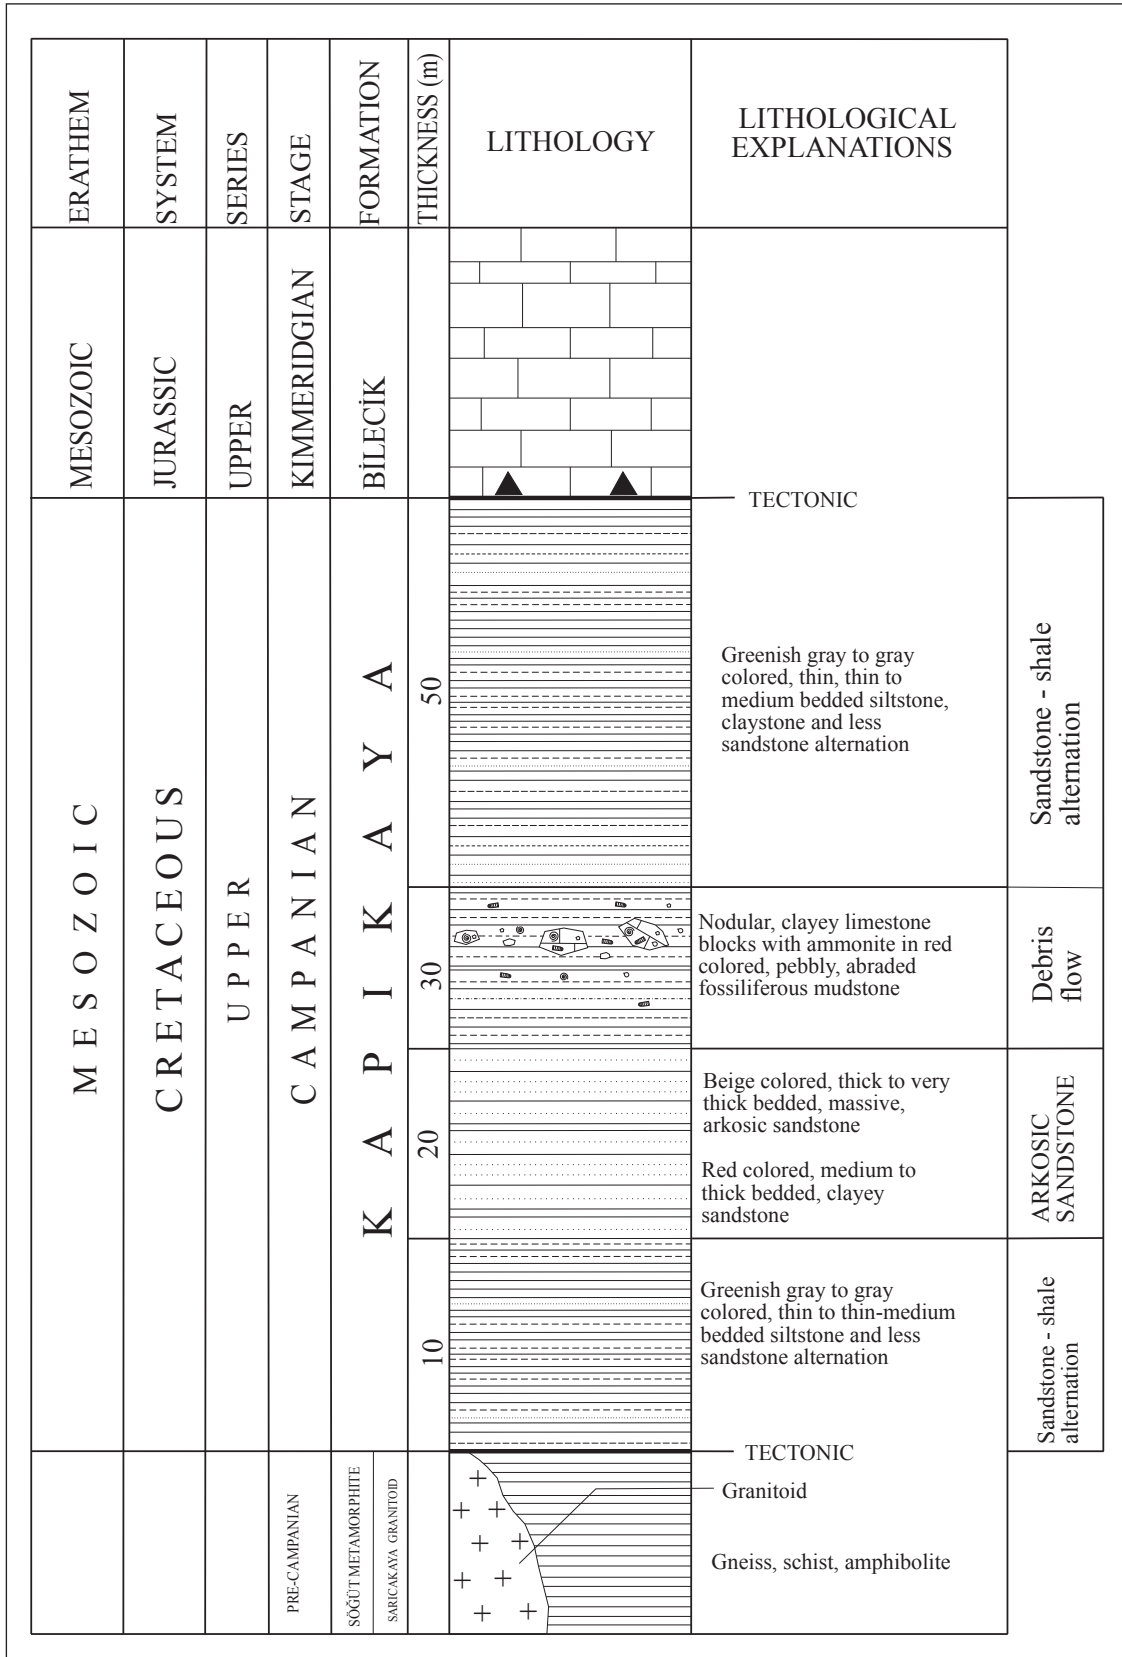 ERATHEM
SYSTEM
SERIES
STAGE
FORMATION
THICKNESS (m)
LITHOLOGY
LITHOLOGICAL
EXPLANATIONS
MESOZOIC
JURASSIC
UPPER
KIMMERIDGIAN
BİLECİK
TECTONIC
MESOZOIC
CRETACEOUS
UPPER
CAMPANIAN
KAPIKAYA
50
Greenish gray to gray
colored, thin, thin to
medium bedded siltstone,
claystone and less
sandstone alternation
Sandstone - shale
alternation
30
Nodular, clayey limestone
blocks with ammonite in red
colored, pebbly, abraded
fossiliferous mudstone
Debris
flow
20
Beige colored, thick to very
thick bedded, massive,
arkosic sandstone
Red colored, medium to
thick bedded, clayey
sandstone
ARKOSIC
SANDSTONE
10
Greenish gray to gray
colored, thin to thin-medium
bedded siltstone and less
sandstone alternation
Sandstone - shale
alternation
TECTONIC
PRE-CAMPANIAN
SÖĞÜT METAMORPHITE
SARICAKAYA GRANITOID
Granitoid
Gneiss, schist, amphibolite